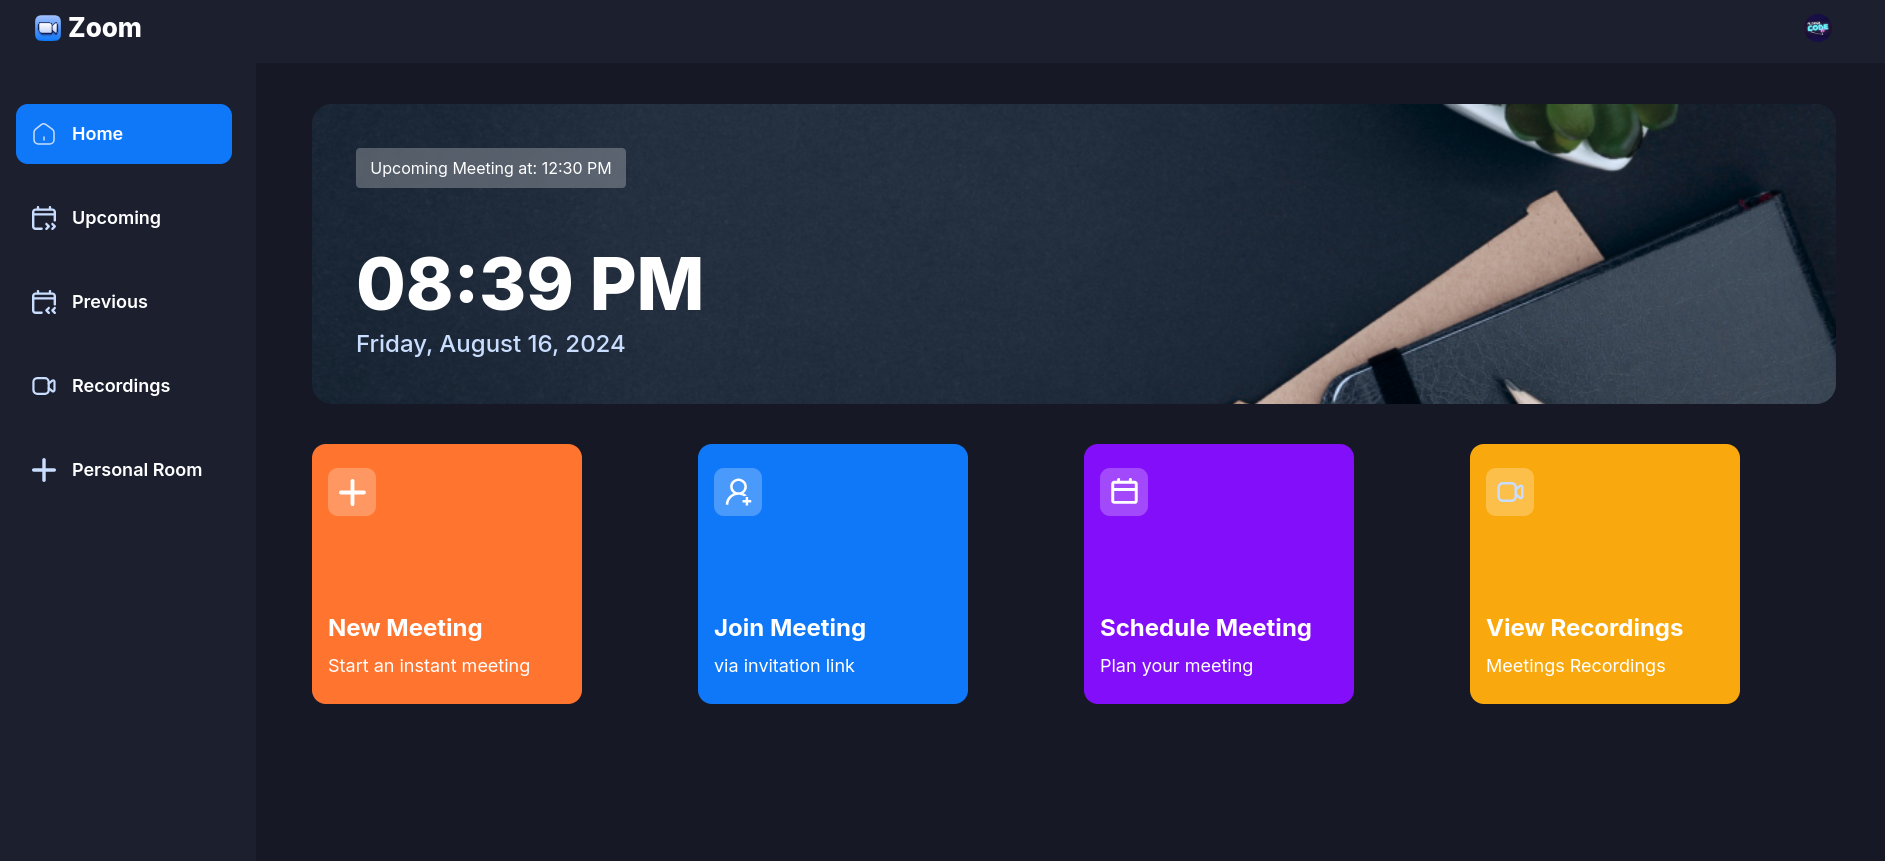 Zoom
CODE
Home
Upcoming
Previous
Recordings
Personal Room
Upcoming Meeting at: 12:30 PM
08:39 PM
Friday, August 16, 2024
New Meeting
Start an instant meeting
Join Meeting
via invitation link
Schedule Meeting
Plan your meeting
View Recordings
Meetings Recordings